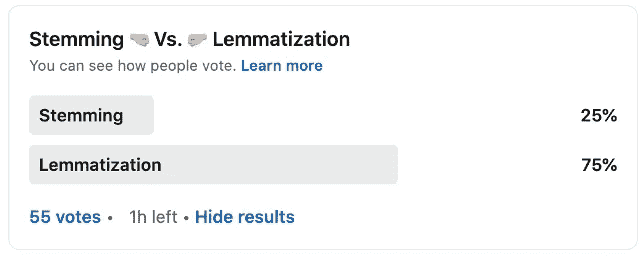 Stemming 🤜 Vs. 🤛 Lemmatization
You can see how people vote. Learn more
Stemming 25%
Lemmatization 75%
55 votes • 1h left • Hide results